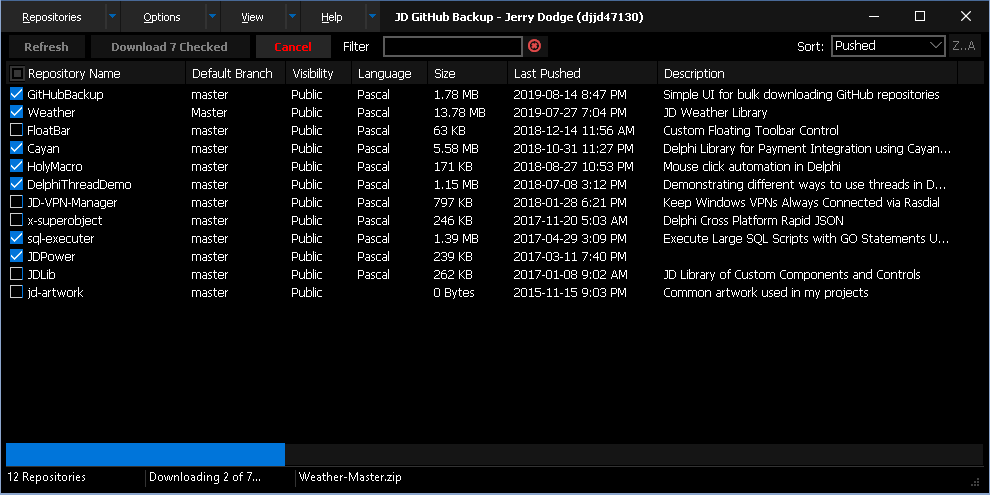 Repositories Options View Help JD GitHub Backup - Jerry Dodge (djjd47130)
Refresh Download 7 Checked Cancel Filter Sort: Pushed Z..A
Repository Name Default Branch Visibility Language Size Last Pushed Description
GitHubBackup master Public Pascal 1.78 MB 2019-08-14 8:47 PM Simple UI for bulk downloading GitHub repositories
Weather Master Public Pascal 13.78 MB 2019-07-27 7:04 PM JD Weather Library
FloatBar master Public Pascal 63 KB 2018-12-14 11:56 AM Custom Floating Toolbar Control
Cayan master Public Pascal 5.58 MB 2018-10-31 11:27 PM Delphi Library for Payment Integration using Cayan...
HolyMacro master Public Pascal 171 KB 2018-08-27 10:53 PM Mouse click automation in Delphi
DelphiThreadDemo master Public Pascal 1.15 MB 2018-07-08 3:12 PM Demonstrating different ways to use threads in D...
JD-VPN-Manager master Public Pascal 797 KB 2018-01-28 6:21 PM Keep Windows VPNs Always Connected via Rasdial
x-superobject master Public Pascal 246 KB 2017-11-20 5:03 AM Delphi Cross Platform Rapid JSON
sql-executer master Public Pascal 1.39 MB 2017-04-29 3:09 PM Execute Large SQL Scripts with GO Statements U...
JDPower master Public Pascal 239 KB 2017-03-11 7:40 PM
JDLib master Public Pascal 262 KB 2017-01-08 9:02 AM JD Library of Custom Components and Controls
jd-artwork master Public 0 Bytes 2015-11-15 9:03 PM Common artwork used in my projects
12 Repositories Downloading 2 of 7... Weather-Master.zip